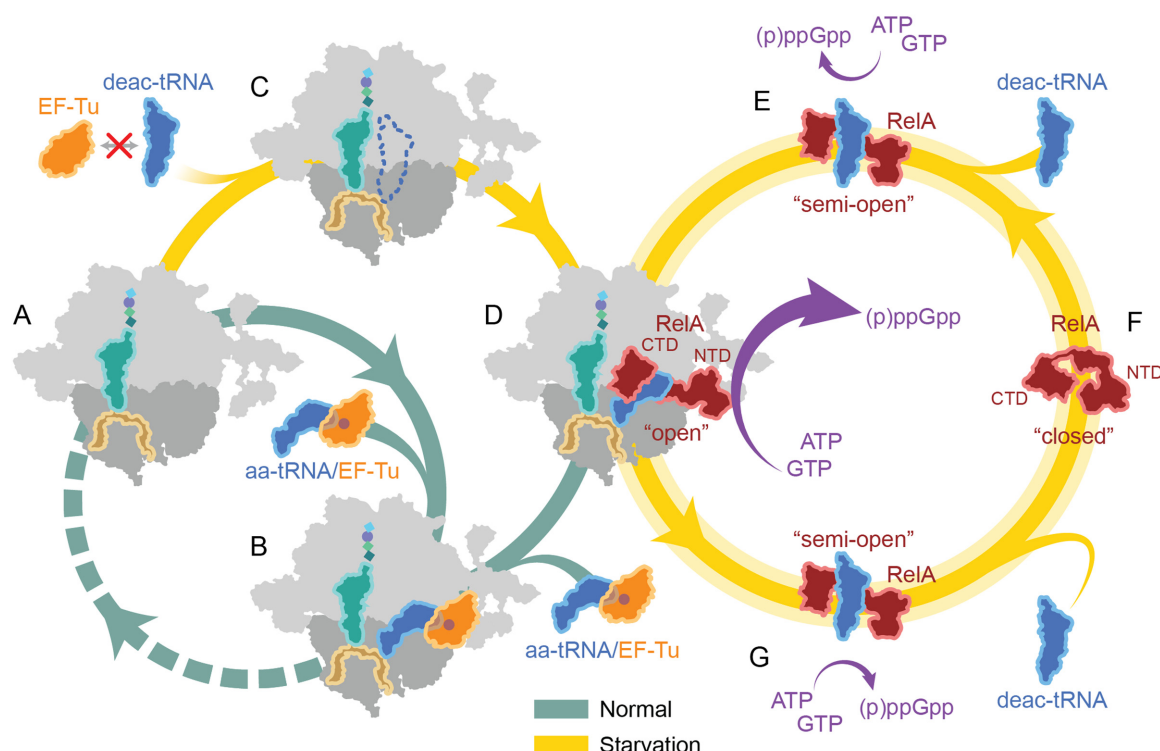 deac-tRNA
EF-Tu
C
(p)ppGpp
ATP
GTP
E
RelA
deac-tRNA
"semi-open"
A
D
RelA
CTD
NTD
"open"
(p)ppGpp
ATP
GTP
RelA
F
NTD
CTD
"closed"
aa-tRNA/EF-Tu
B
aa-tRNA/EF-Tu
"semi-open"
RelA
G
ATP
GTP
(p)ppGpp
deac-tRNA
Normal
Starvation